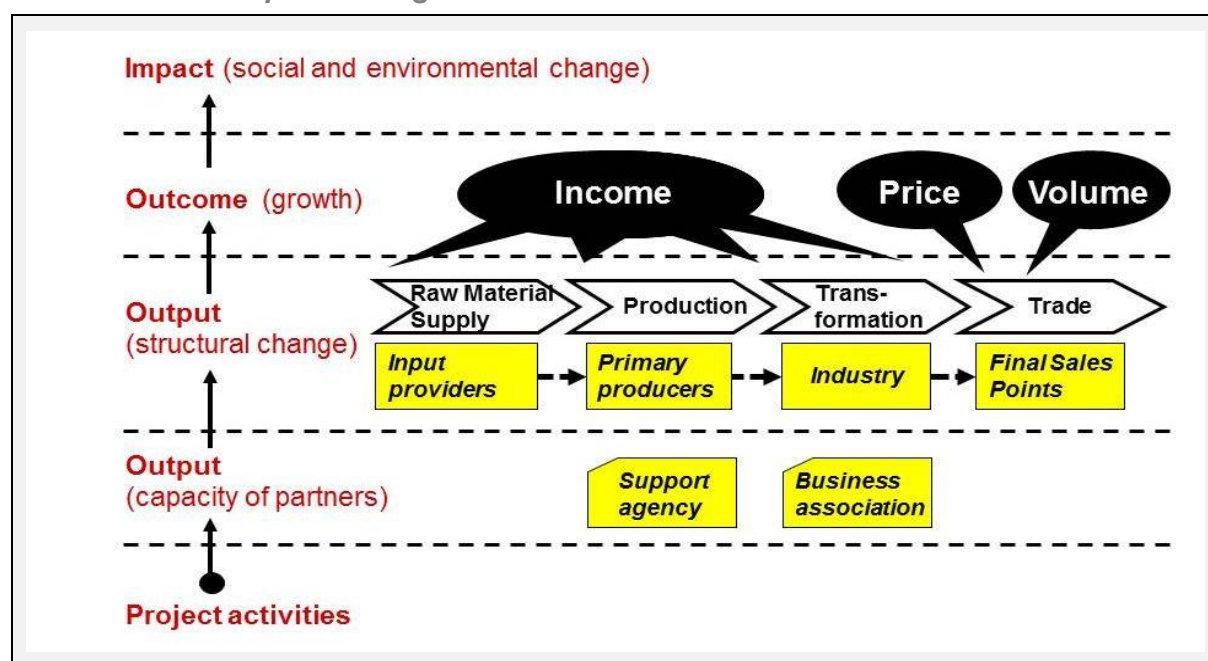 Impact (social and environmental change)
Outcome (growth)
Income
Price
Volume
Output
(structural change)
Raw Material
Supply
Production
Trans-
formation
Trade
Input
providers
Primary
producers
Industry
Final Sales
Points
Output
(capacity of partners)
Support
agency
Business
association
Project activities